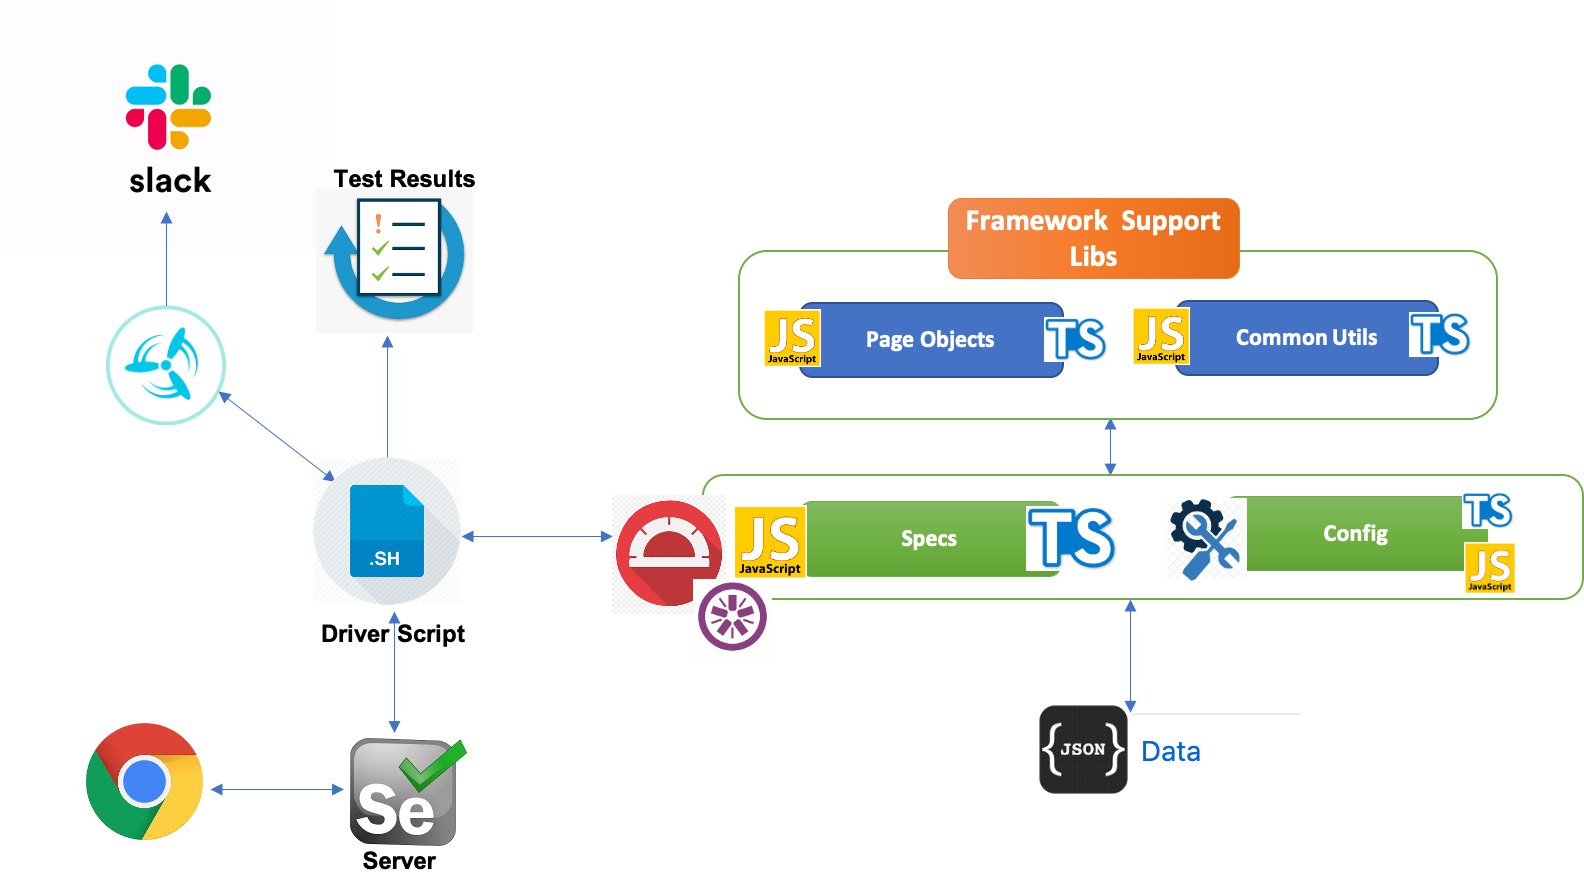 slack
Test Results
Framework Support
Libs
JS
JavaScript
Page Objects
TS
JS
JavaScript
Common Utils
TS
.SH
Driver Script
JS
JavaScript
Specs
TS
Config
TS
JS
JavaScript
{JSON}
Data
Se
Server